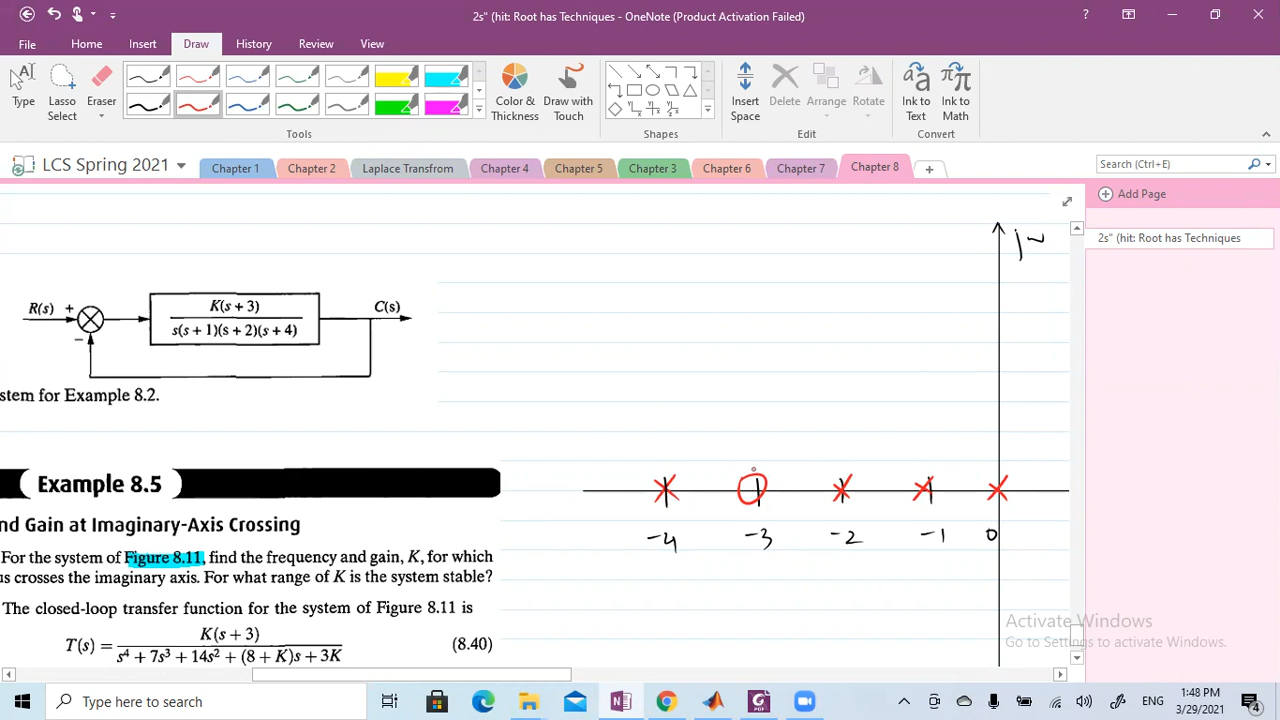 2s" (hit: Root has Techniques - OneNote (Product Activation Failed)
File Home Insert Draw History Review View
Type
Lasso Select
Eraser
Color & Thickness
Draw with Touch
Insert Space
Delete
Arrange
Rotate
Ink to Text
Ink to Math
Tools
Shapes
Edit
Convert
LCS Spring 2021
Chapter 1
Chapter 2
Laplace Transfrom
Chapter 4
Chapter 5
Chapter 3
Chapter 6
Chapter 7
Chapter 8
Search (Ctrl+E)
Add Page
2s" (hit: Root has Techniques
R(s) +
−
K(s + 3)
s(s + 1)(s + 2)(s + 4)
C(s)
stem for Example 8.2.
Example 8.5
nd Gain at Imaginary-Axis Crossing
For the system of Figure 8.11, find the frequency and gain, K, for which
us crosses the imaginary axis. For what range of K is the system stable?
The closed-loop transfer function for the system of Figure 8.11 is
T(s) = K(s + 3) / s⁴ + 7s³ + 14s² + (8 + K)s + 3K (8.40)
-4 -3 -2 -1 0
Activate Windows
Go to Settings to activate Windows.
Type here to search
ENG
1:48 PM
3/29/2021
4